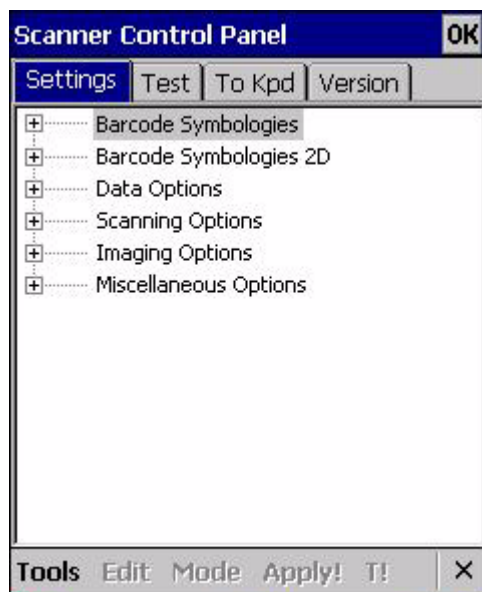 Scanner Control Panel OK
Settings Test To Kpd Version
Barcode Symbologies
Barcode Symbologies 2D
Data Options
Scanning Options
Imaging Options
Miscellaneous Options
Tools Edit Mode Apply! T! ×